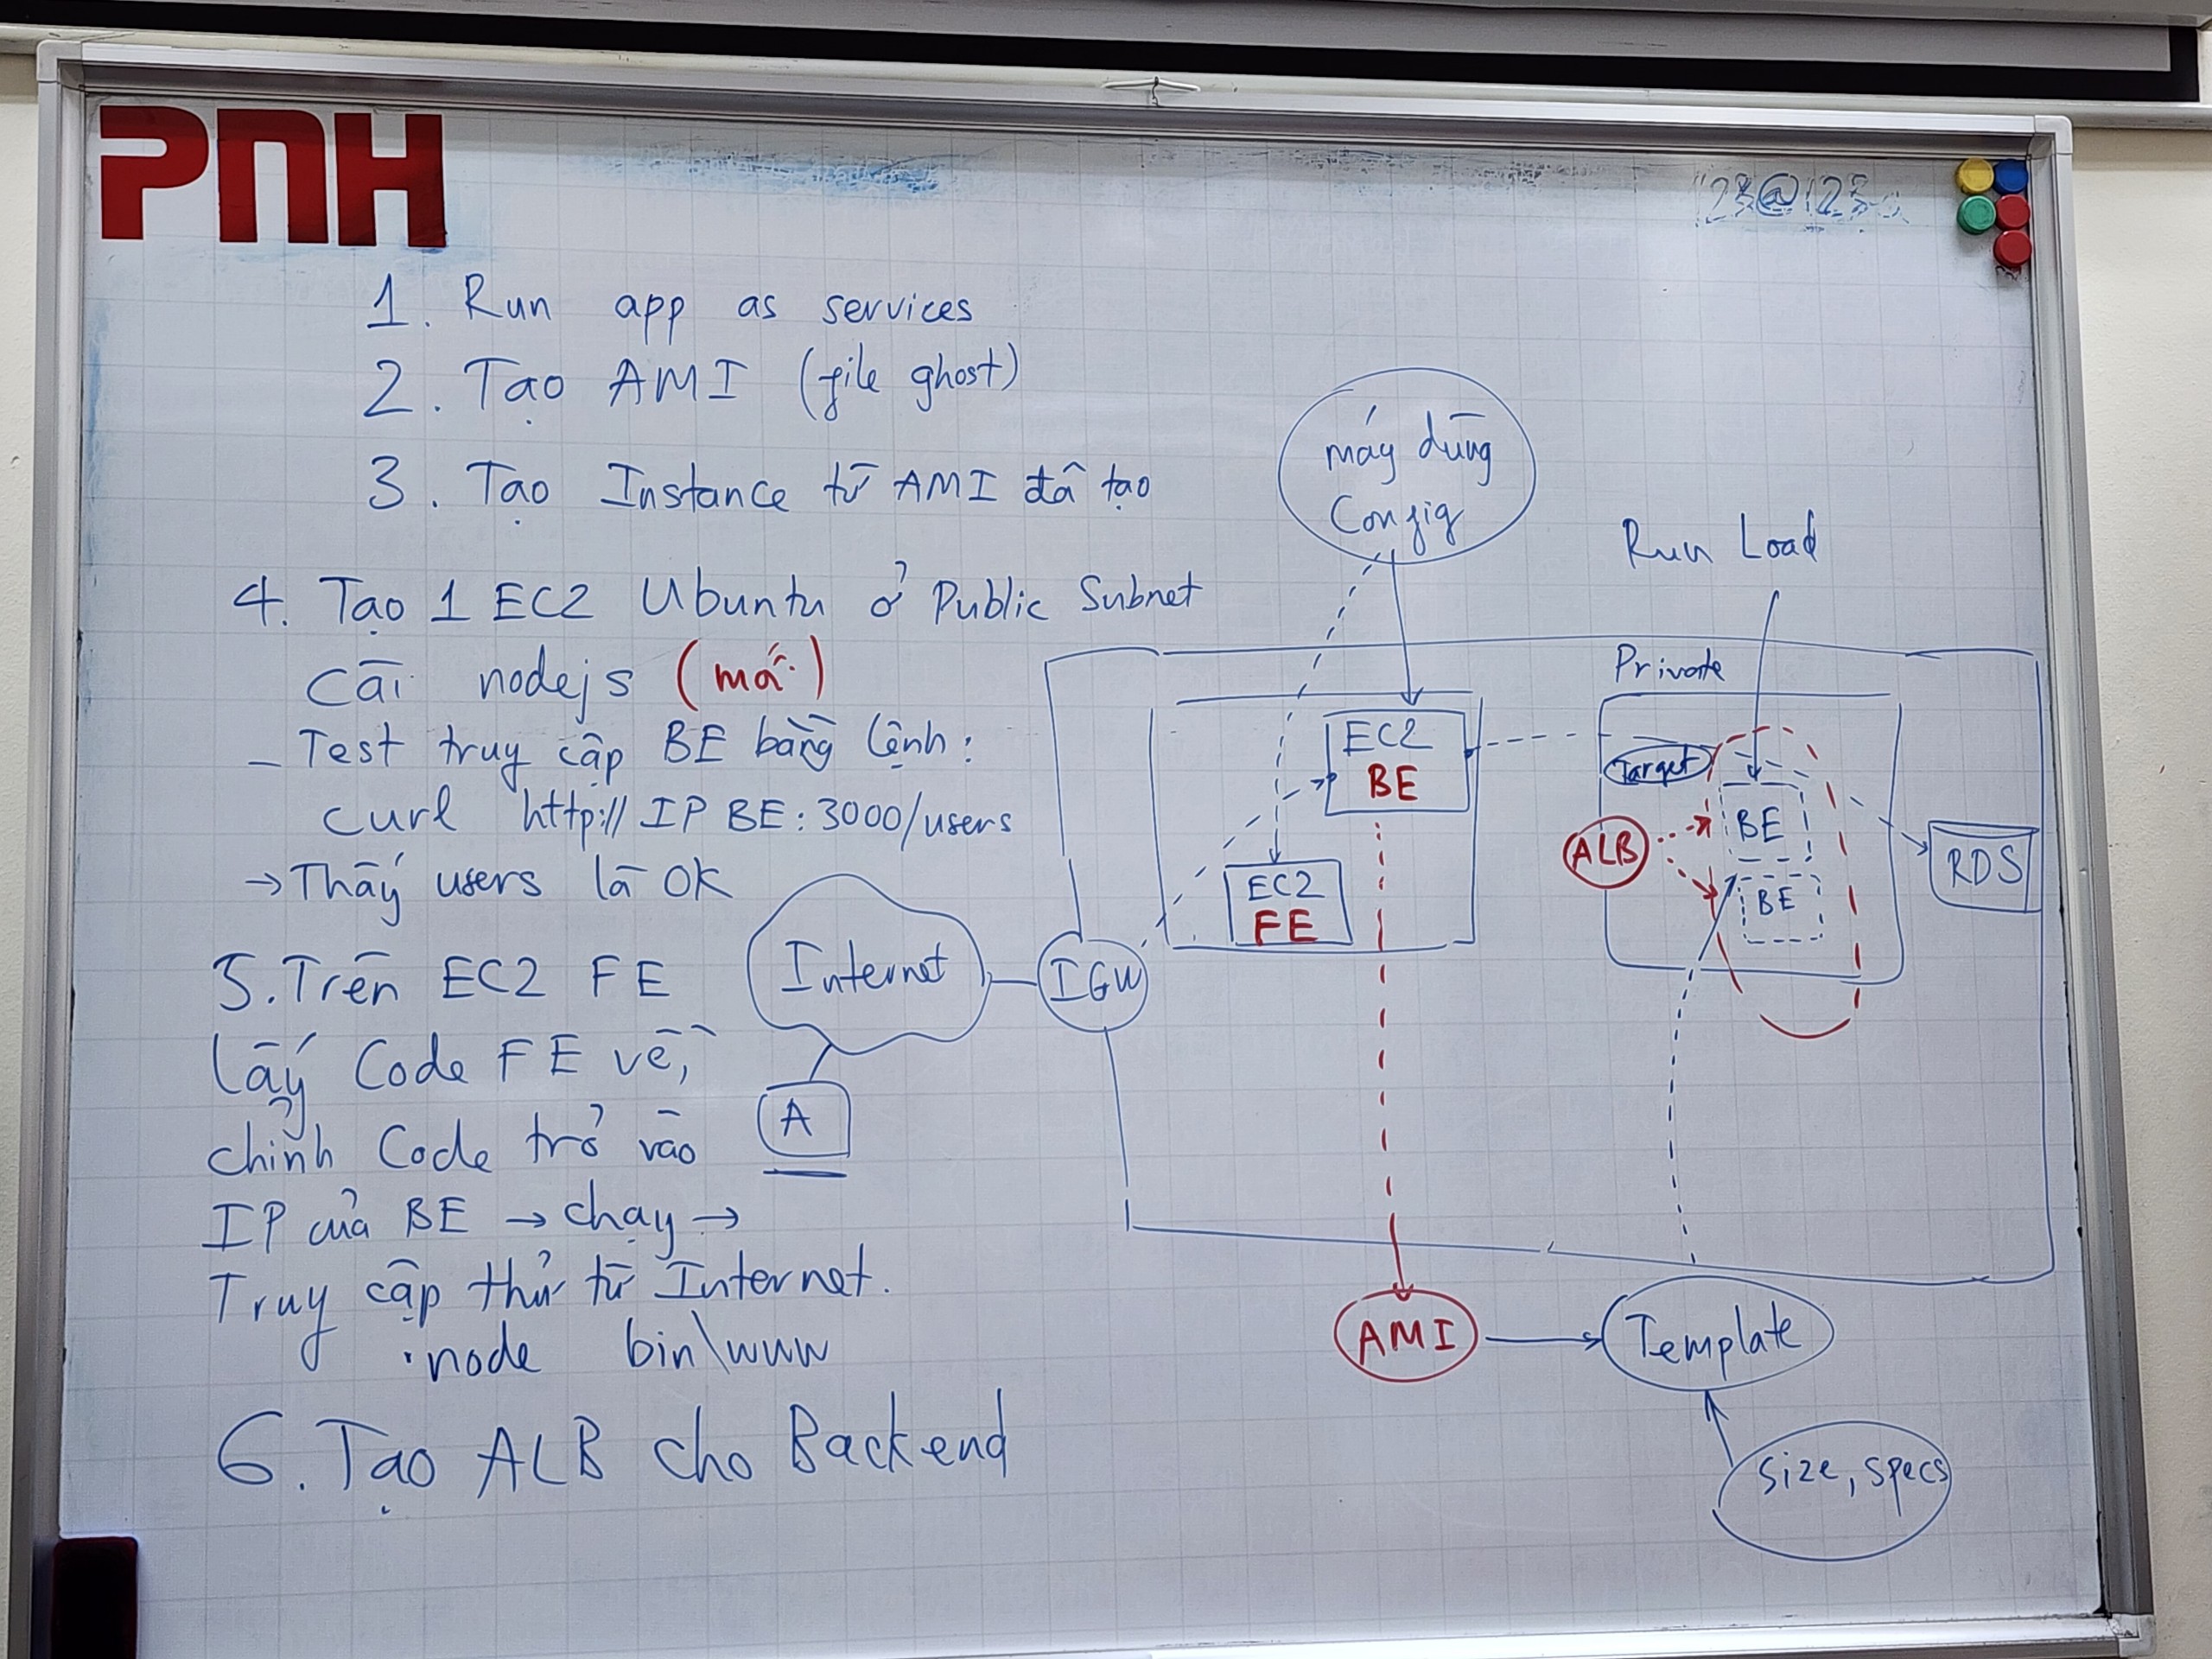 PNH
1. Run app as services
2. Tạo AMI (file ghost)
3. Tạo Instance từ AMI đã tạo
4. Tạo 1 EC2 Ubuntu ở Public Subnet
Cài nodejs (mới)
- Test truy cập BE bằng lệnh:
curl http://IP BE:3000/users
→ Thấy users là OK
5. Trên EC2 FE
lấy Code FE về,
chỉnh Code trỏ vào
IP của BE → chạy →
Truy cập thử từ Internet.
node bin\www
6. Tạo ALB cho Backend
máy dùng
Config
Run Load
Private
EC2
BE
EC2
FE
Target
ALB
BE
BE
RDS
Internet
IGW
A
AMI
Template
Size, specs